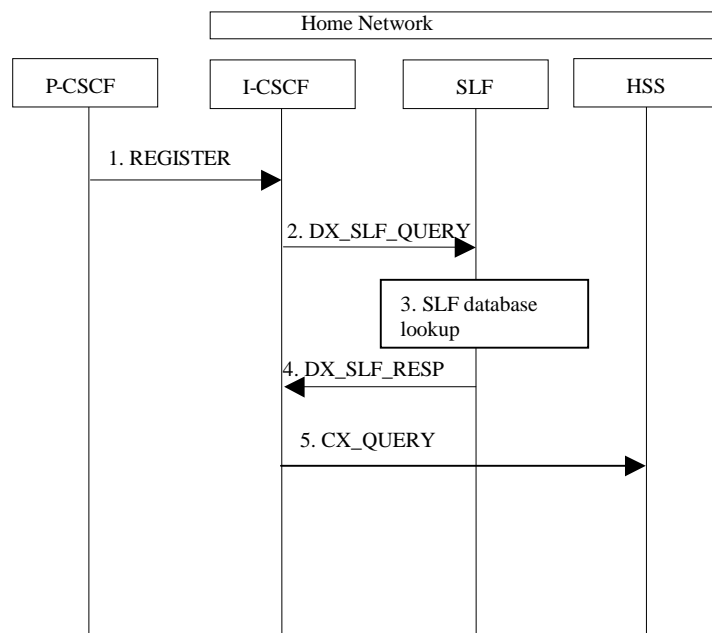 Home Network
P-CSCF
I-CSCF
SLF
HSS
1. REGISTER
2. DX_SLF_QUERY
3. SLF database
lookup
4. DX_SLF_RESP
5. CX_QUERY